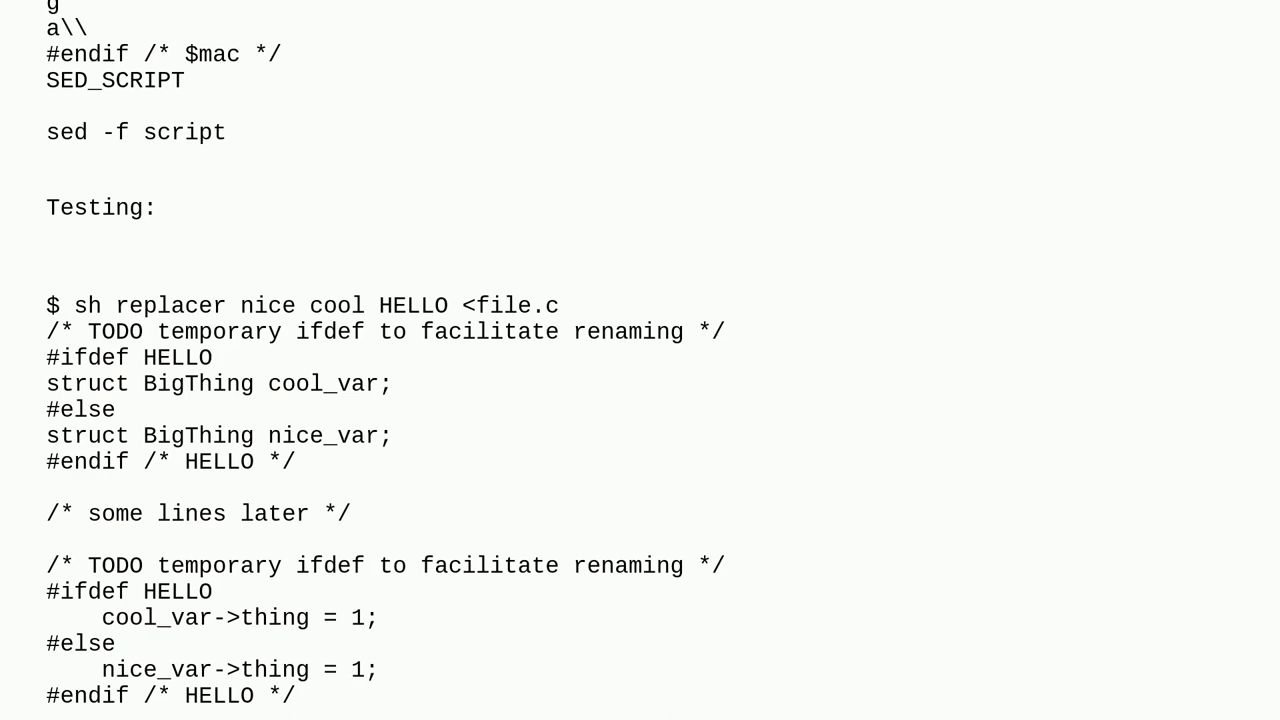 g
a\\
#endif /* $mac */
SED_SCRIPT
sed -f script
Testing:
$ sh replacer nice cool HELLO <file.c
/* TODO temporary ifdef to facilitate renaming */
#ifdef HELLO
struct BigThing cool_var;
#else
struct BigThing nice_var;
#endif /* HELLO */
/* some lines later */
/* TODO temporary ifdef to facilitate renaming */
#ifdef HELLO
    cool_var->thing = 1;
#else
    nice_var->thing = 1;
#endif /* HELLO */